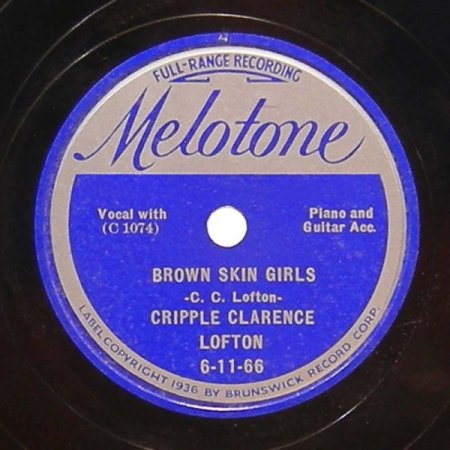 FULL-RANGE RECORDING
Melotone
Vocal with
(C 1074)
Piano and
Guitar Acc.
BROWN SKIN GIRLS
-C. C. Lofton-
CRIPPLE CLARENCE
LOFTON
6-11-66
LABEL COPYRIGHT 1936 BY BRUNSWICK RECORD CORP.